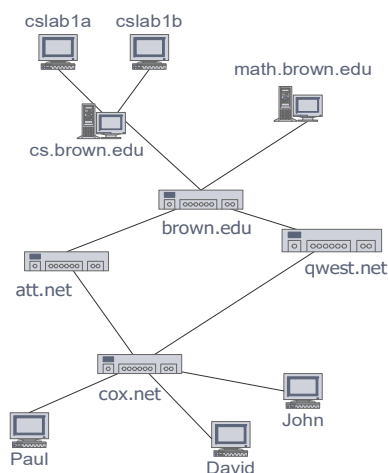 cslab1a
cslab1b
math.brown.edu
cs.brown.edu
brown.edu
qwest.net
att.net
cox.net
John
Paul
David